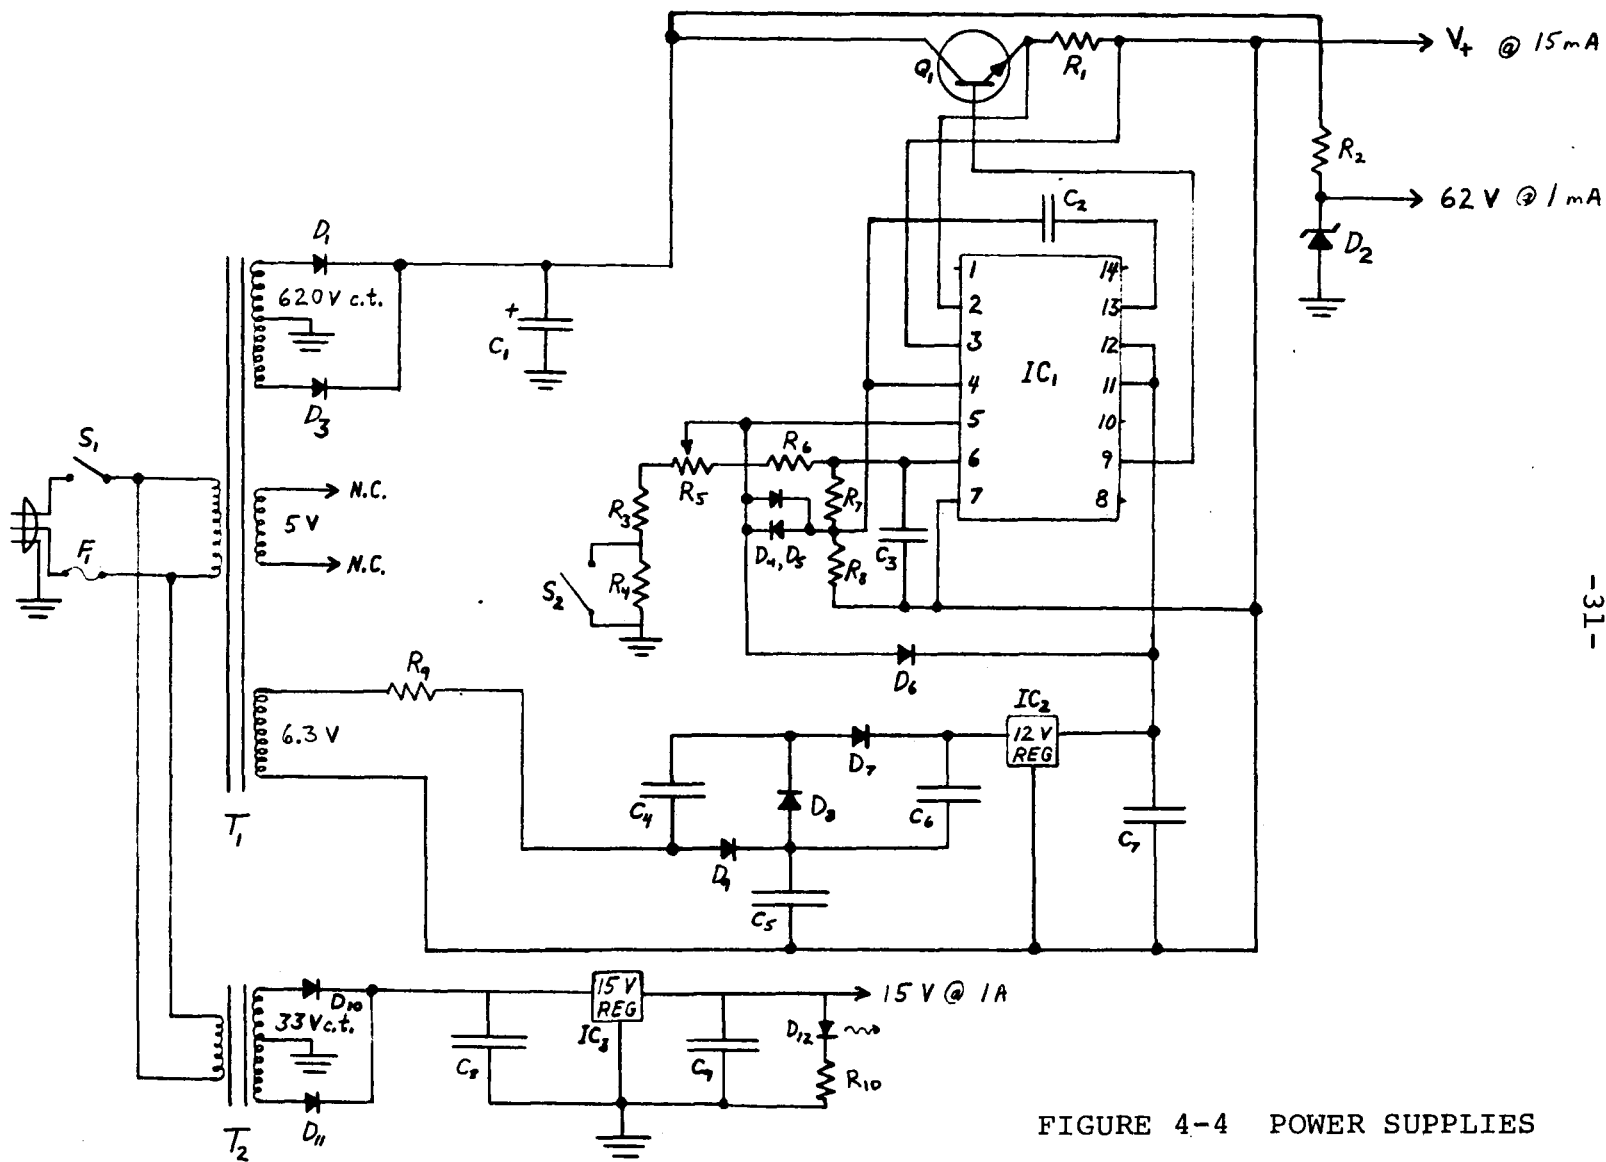 V+ @ 15mA
Q1
R1
R2
62 V @ 1 mA
D2
C2
D1
620V c.t.
+
C1
D3
1
2
3
4
5
6
7
14
13
12
11
10
9
8
IC1
S1
N.C.
5 V
N.C.
F1
R6
R5
R7
R3
D4, D5
C3
R8
S2
R4
D6
-31-
R9
6.3 V
IC2
12 V
REG
D7
C4
D8
C6
C7
D9
C5
T1
15 V
REG
15 V @ 1A
D10
33V c.t.
IC3
D12
C8
C9
R10
D11
T2
FIGURE 4-4 POWER SUPPLIES